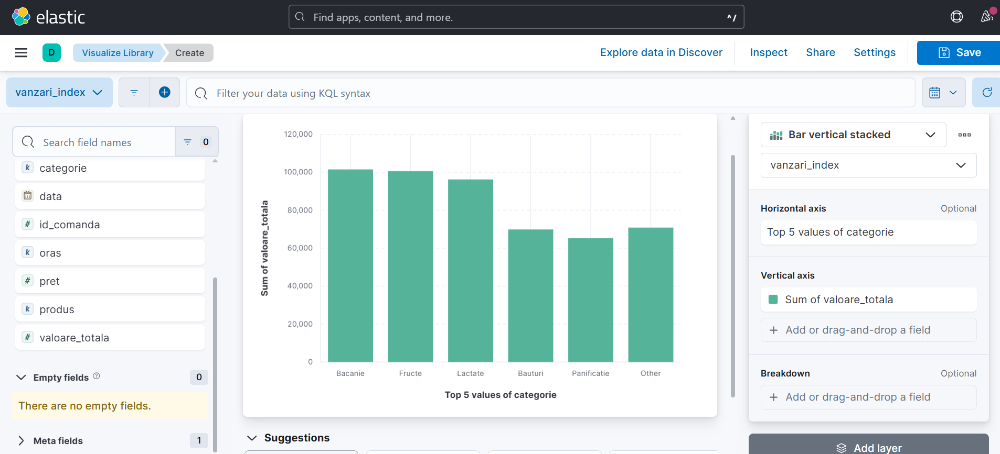 elastic
Find apps, content, and more.
^/
D
Visualize Library
Create
Explore data in Discover
Inspect
Share
Settings
Save
vanzari_index
Filter your data using KQL syntax
Search field names
0
k categorie
data
# id_comanda
k oras
# pret
k produs
# valoare_totala
Empty fields
0
There are no empty fields.
Meta fields
1
Sum of valoare_totala
120,000
100,000
80,000
60,000
40,000
20,000
0
Bacanie
Fructe
Lactate
Bauturi
Panificatie
Other
Top 5 values of categorie
Suggestions
Bar vertical stacked
vanzari_index
Horizontal axis
Optional
Top 5 values of categorie
Vertical axis
Sum of valoare_totala
+ Add or drag-and-drop a field
Breakdown
Optional
+ Add or drag-and-drop a field
Add layer